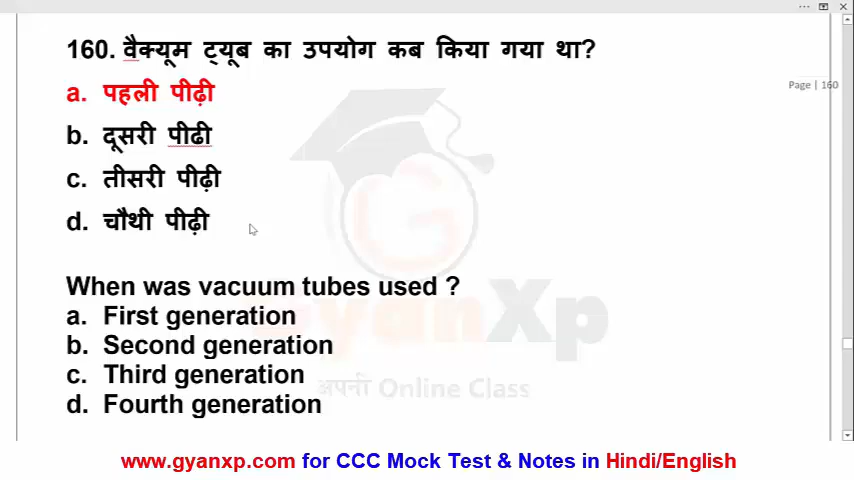 160. वैक्यूम ट्यूब का उपयोग कब किया गया था?
Page | 160
a. पहली पीढ़ी
b. दूसरी पीढी
c. तीसरी पीढ़ी
d. चौथी पीढ़ी
When was vacuum tubes used ?
a. First generation
b. Second generation
c. Third generation
d. Fourth generation
GyanXp
अपनी Online Class
www.gyanxp.com for CCC Mock Test & Notes in Hindi/English